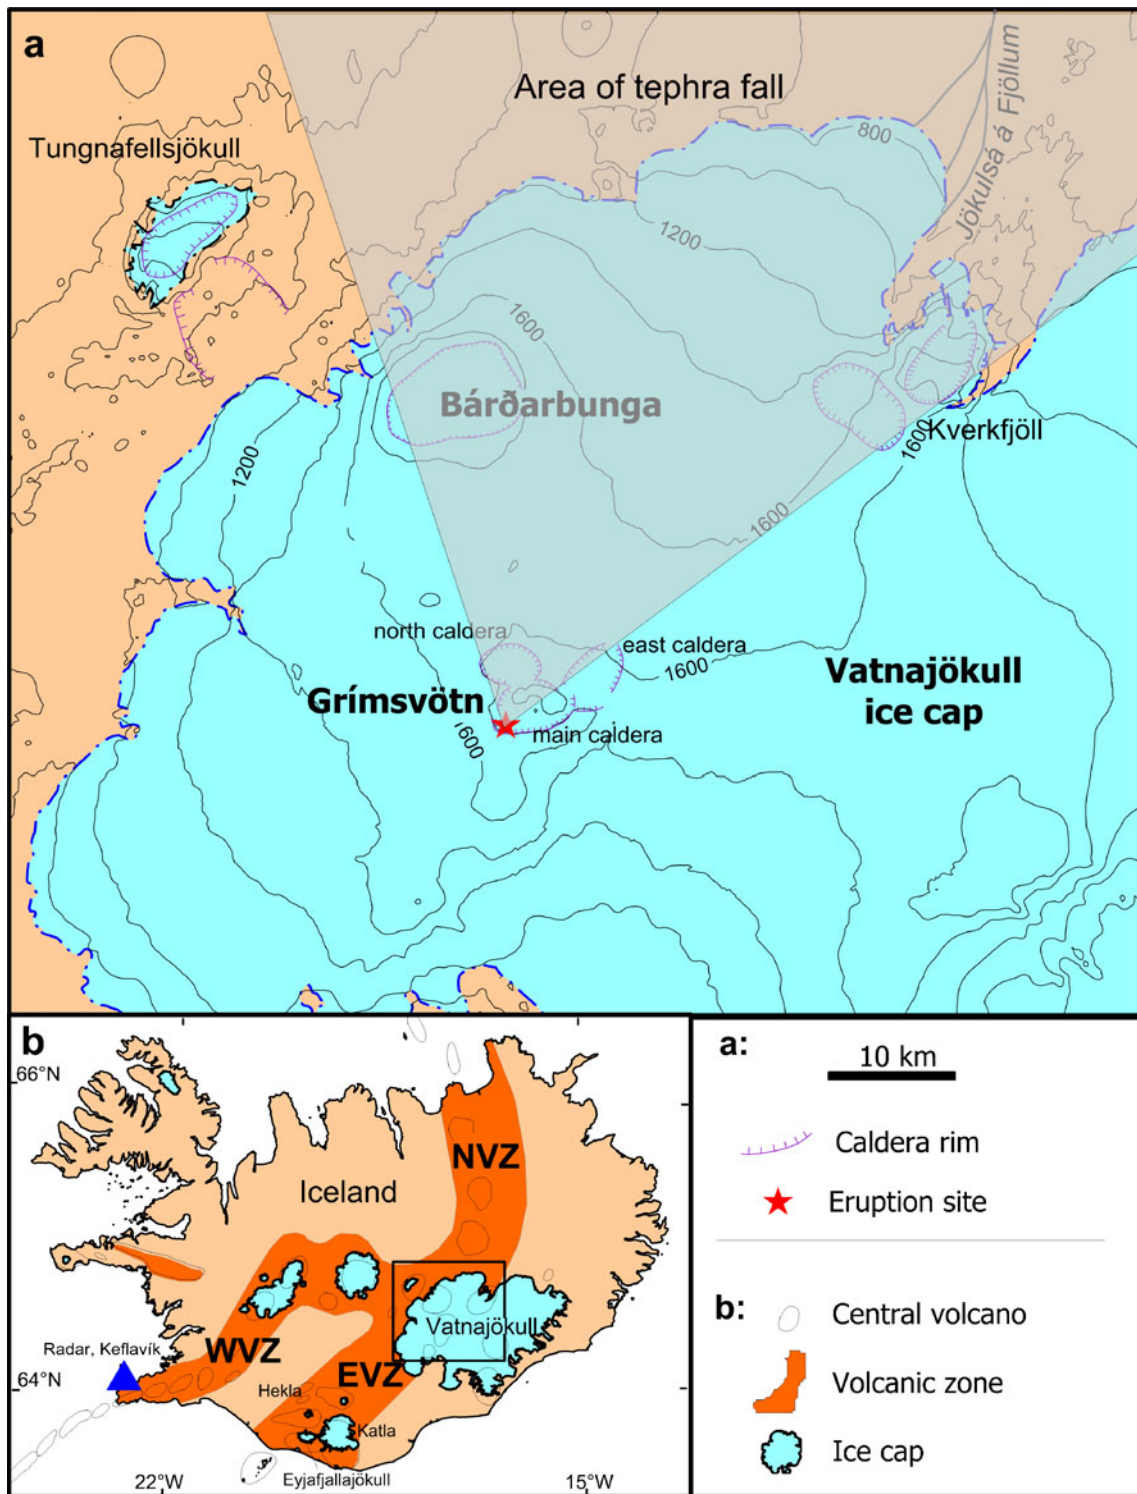 a
Area of tephra fall
Tungnafellsjökull
800
Jökulsá á Fjöllum
1200
1600
Bárðarbunga
Kverkfjöll
1600
1200
1600
north caldera
east caldera
1600
Vatnajökull
ice cap
Grímsvötn
main caldera
1600
b
66°N
NVZ
Iceland
Vatnajökull
Radar, Keflavík
WVZ
EVZ
64°N
Hekla
Katla
Eyjafjallajökull
22°W
15°W
a:
10 km
Caldera rim
Eruption site
b:
Central volcano
Volcanic zone
Ice cap